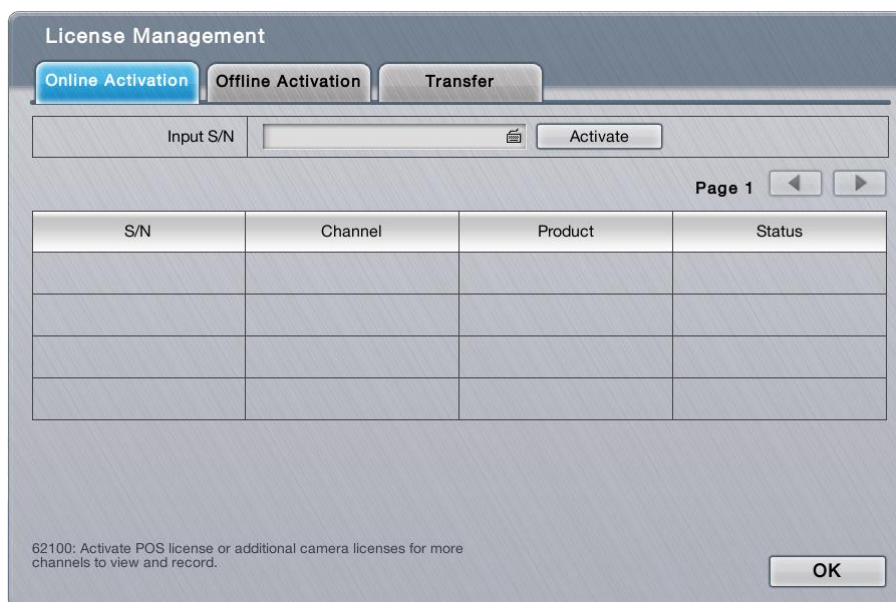 License Management
Online Activation Offline Activation Transfer
Input S/N Activate
Page 1
S/N Channel Product Status
62100: Activate POS license or additional camera licenses for more
channels to view and record.
OK